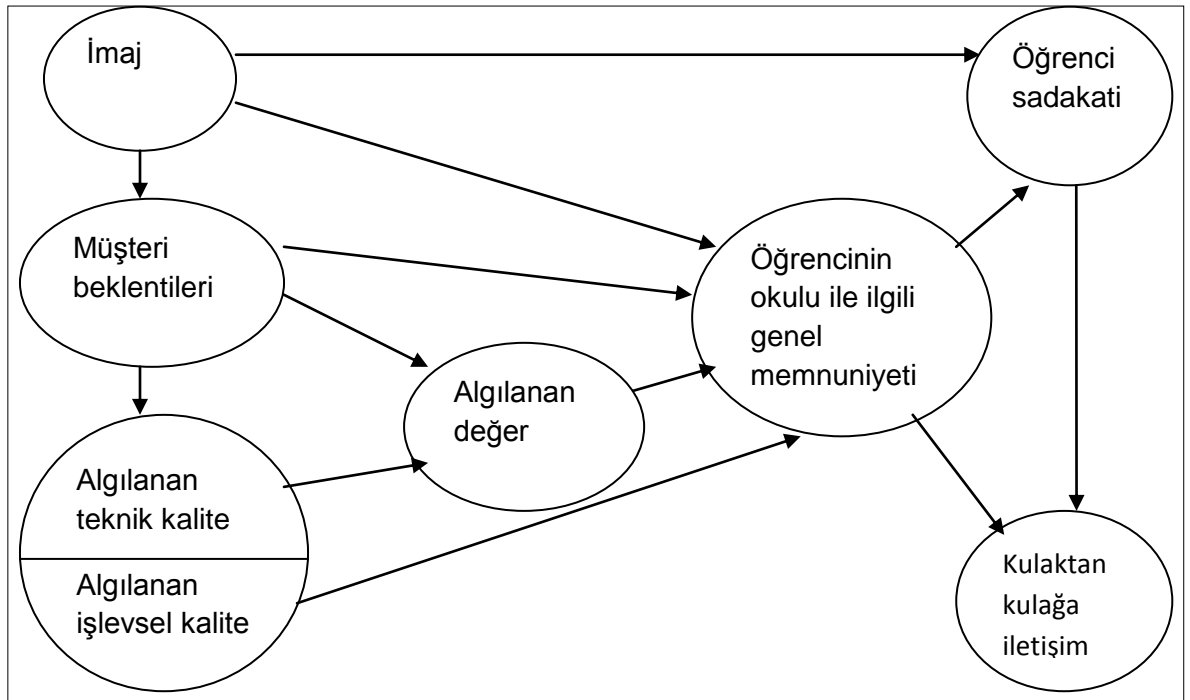 İmaj
Öğrenci
sadakati
Müşteri
beklentileri
Öğrencinin
okulu ile ilgili
genel
memnuniyeti
Algılanan
değer
Algılanan
teknik kalite
Algılanan
işlevsel kalite
Kulaktan
kulağa
iletişim